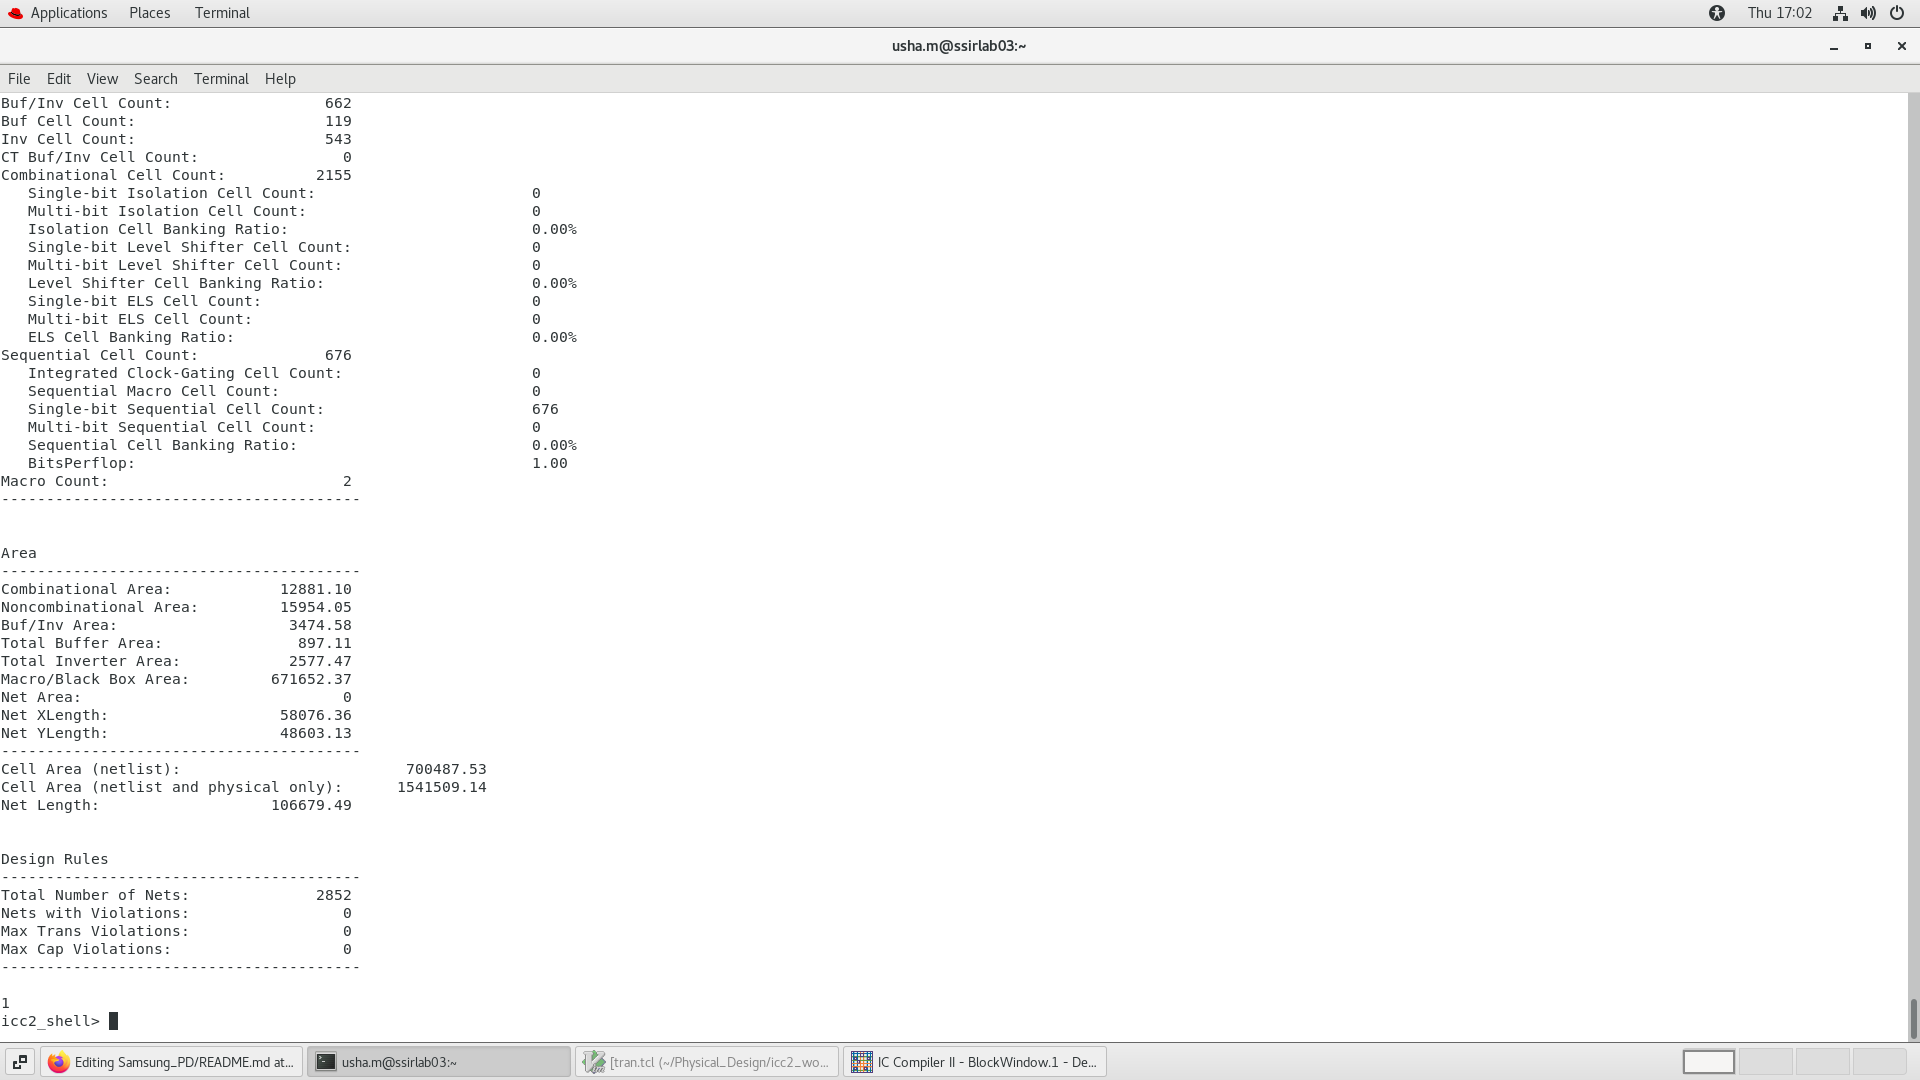 Applications Places Terminal Thu 17:02
usha.m@ssirlab03:~
File Edit View Search Terminal Help
Buf/Inv Cell Count: 662
Buf Cell Count: 119
Inv Cell Count: 543
CT Buf/Inv Cell Count: 0
Combinational Cell Count: 2155
Single-bit Isolation Cell Count: 0
Multi-bit Isolation Cell Count: 0
Isolation Cell Banking Ratio: 0.00%
Single-bit Level Shifter Cell Count: 0
Multi-bit Level Shifter Cell Count: 0
Level Shifter Cell Banking Ratio: 0.00%
Single-bit ELS Cell Count: 0
Multi-bit ELS Cell Count: 0
ELS Cell Banking Ratio: 0.00%
Sequential Cell Count: 676
Integrated Clock-Gating Cell Count: 0
Sequential Macro Cell Count: 0
Single-bit Sequential Cell Count: 676
Multi-bit Sequential Cell Count: 0
Sequential Cell Banking Ratio: 0.00%
BitsPerflop: 1.00
Macro Count: 2
----------------------------------------
Area
----------------------------------------
Combinational Area: 12881.10
Noncombinational Area: 15954.05
Buf/Inv Area: 3474.58
Total Buffer Area: 897.11
Total Inverter Area: 2577.47
Macro/Black Box Area: 671652.37
Net Area: 0
Net XLength: 58076.36
Net YLength: 48603.13
----------------------------------------
Cell Area (netlist): 700487.53
Cell Area (netlist and physical only): 1541509.14
Net Length: 106679.49
Design Rules
----------------------------------------
Total Number of Nets: 2852
Nets with Violations: 0
Max Trans Violations: 0
Max Cap Violations: 0
----------------------------------------
1
icc2_shell>
Editing Samsung_PD/README.md at... usha.m@ssirlab03:~ [tran.tcl (~/Physical_Design/icc2_wo... IC Compiler II - BlockWindow.1 - De...